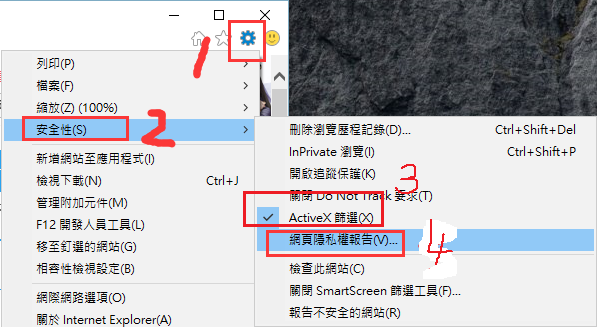 1
列印(P)
檔案(F)
縮放(Z) (100%)
安全性(S)
2
新增網站至應用程式(I)
檢視下載(N) Ctrl+J
管理附加元件(M)
F12 開發人員工具(L)
移至釘選的網站(G)
相容性檢視設定(B)
網際網路選項(O)
關於 Internet Explorer(A)
刪除瀏覽歷程記錄(D)... Ctrl+Shift+Del
InPrivate 瀏覽(I) Ctrl+Shift+P
開啟追蹤保護(K)
3
關閉 Do Not Track 要求(T)
ActiveX 篩選(X)
網頁隱私權報告(V)...
4
檢查此網站(C)
關閉 SmartScreen 篩選工具(F)...
報告不安全的網站(R)